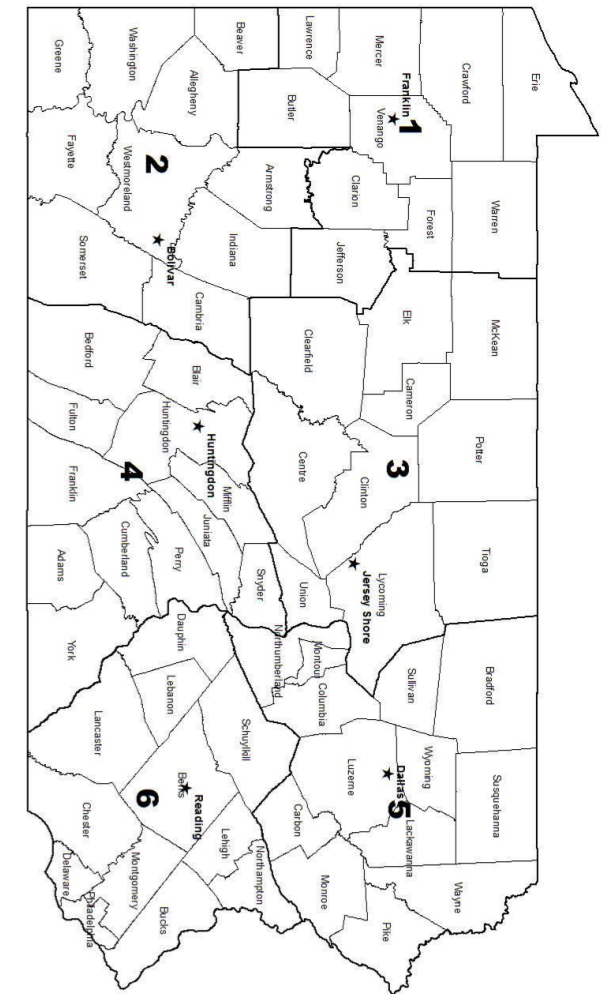 Erie
Crawford
Mercer
Lawrence
Warren
Forest
Venango
Franklin
1
Butler
Clarion
Jefferson
Beaver
Allegheny
Washington
Greene
Armstrong
Indiana
Westmoreland
2
Fayette
Somerset
Cambria
Bolivar
McKean
Potter
Tioga
Elk
Cameron
Clinton
3
Lycoming
Jersey Shore
Clearfield
Centre
Union
Blair
Bedford
Huntingdon
Huntingdon
4
Fulton
Franklin
Mifflin
Juniata
Snyder
Perry
Cumberland
Adams
York
Bradford
Susquehanna
Wayne
Sullivan
Wyoming
Lackawanna
Dallas
5
Luzerne
Columbia
Montour
Northumberland
Carbon
Monroe
Pike
Dauphin
Lebanon
Schuylkill
Lancaster
Berks
Reading
6
Lehigh
Northampton
Chester
Montgomery
Bucks
Delaware
Philadelphia